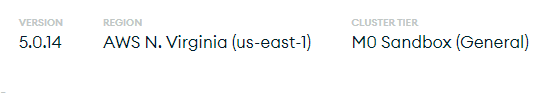 VERSION REGION CLUSTER TIER
5.0.14 AWS N. Virginia (us-east-1) M0 Sandbox (General)